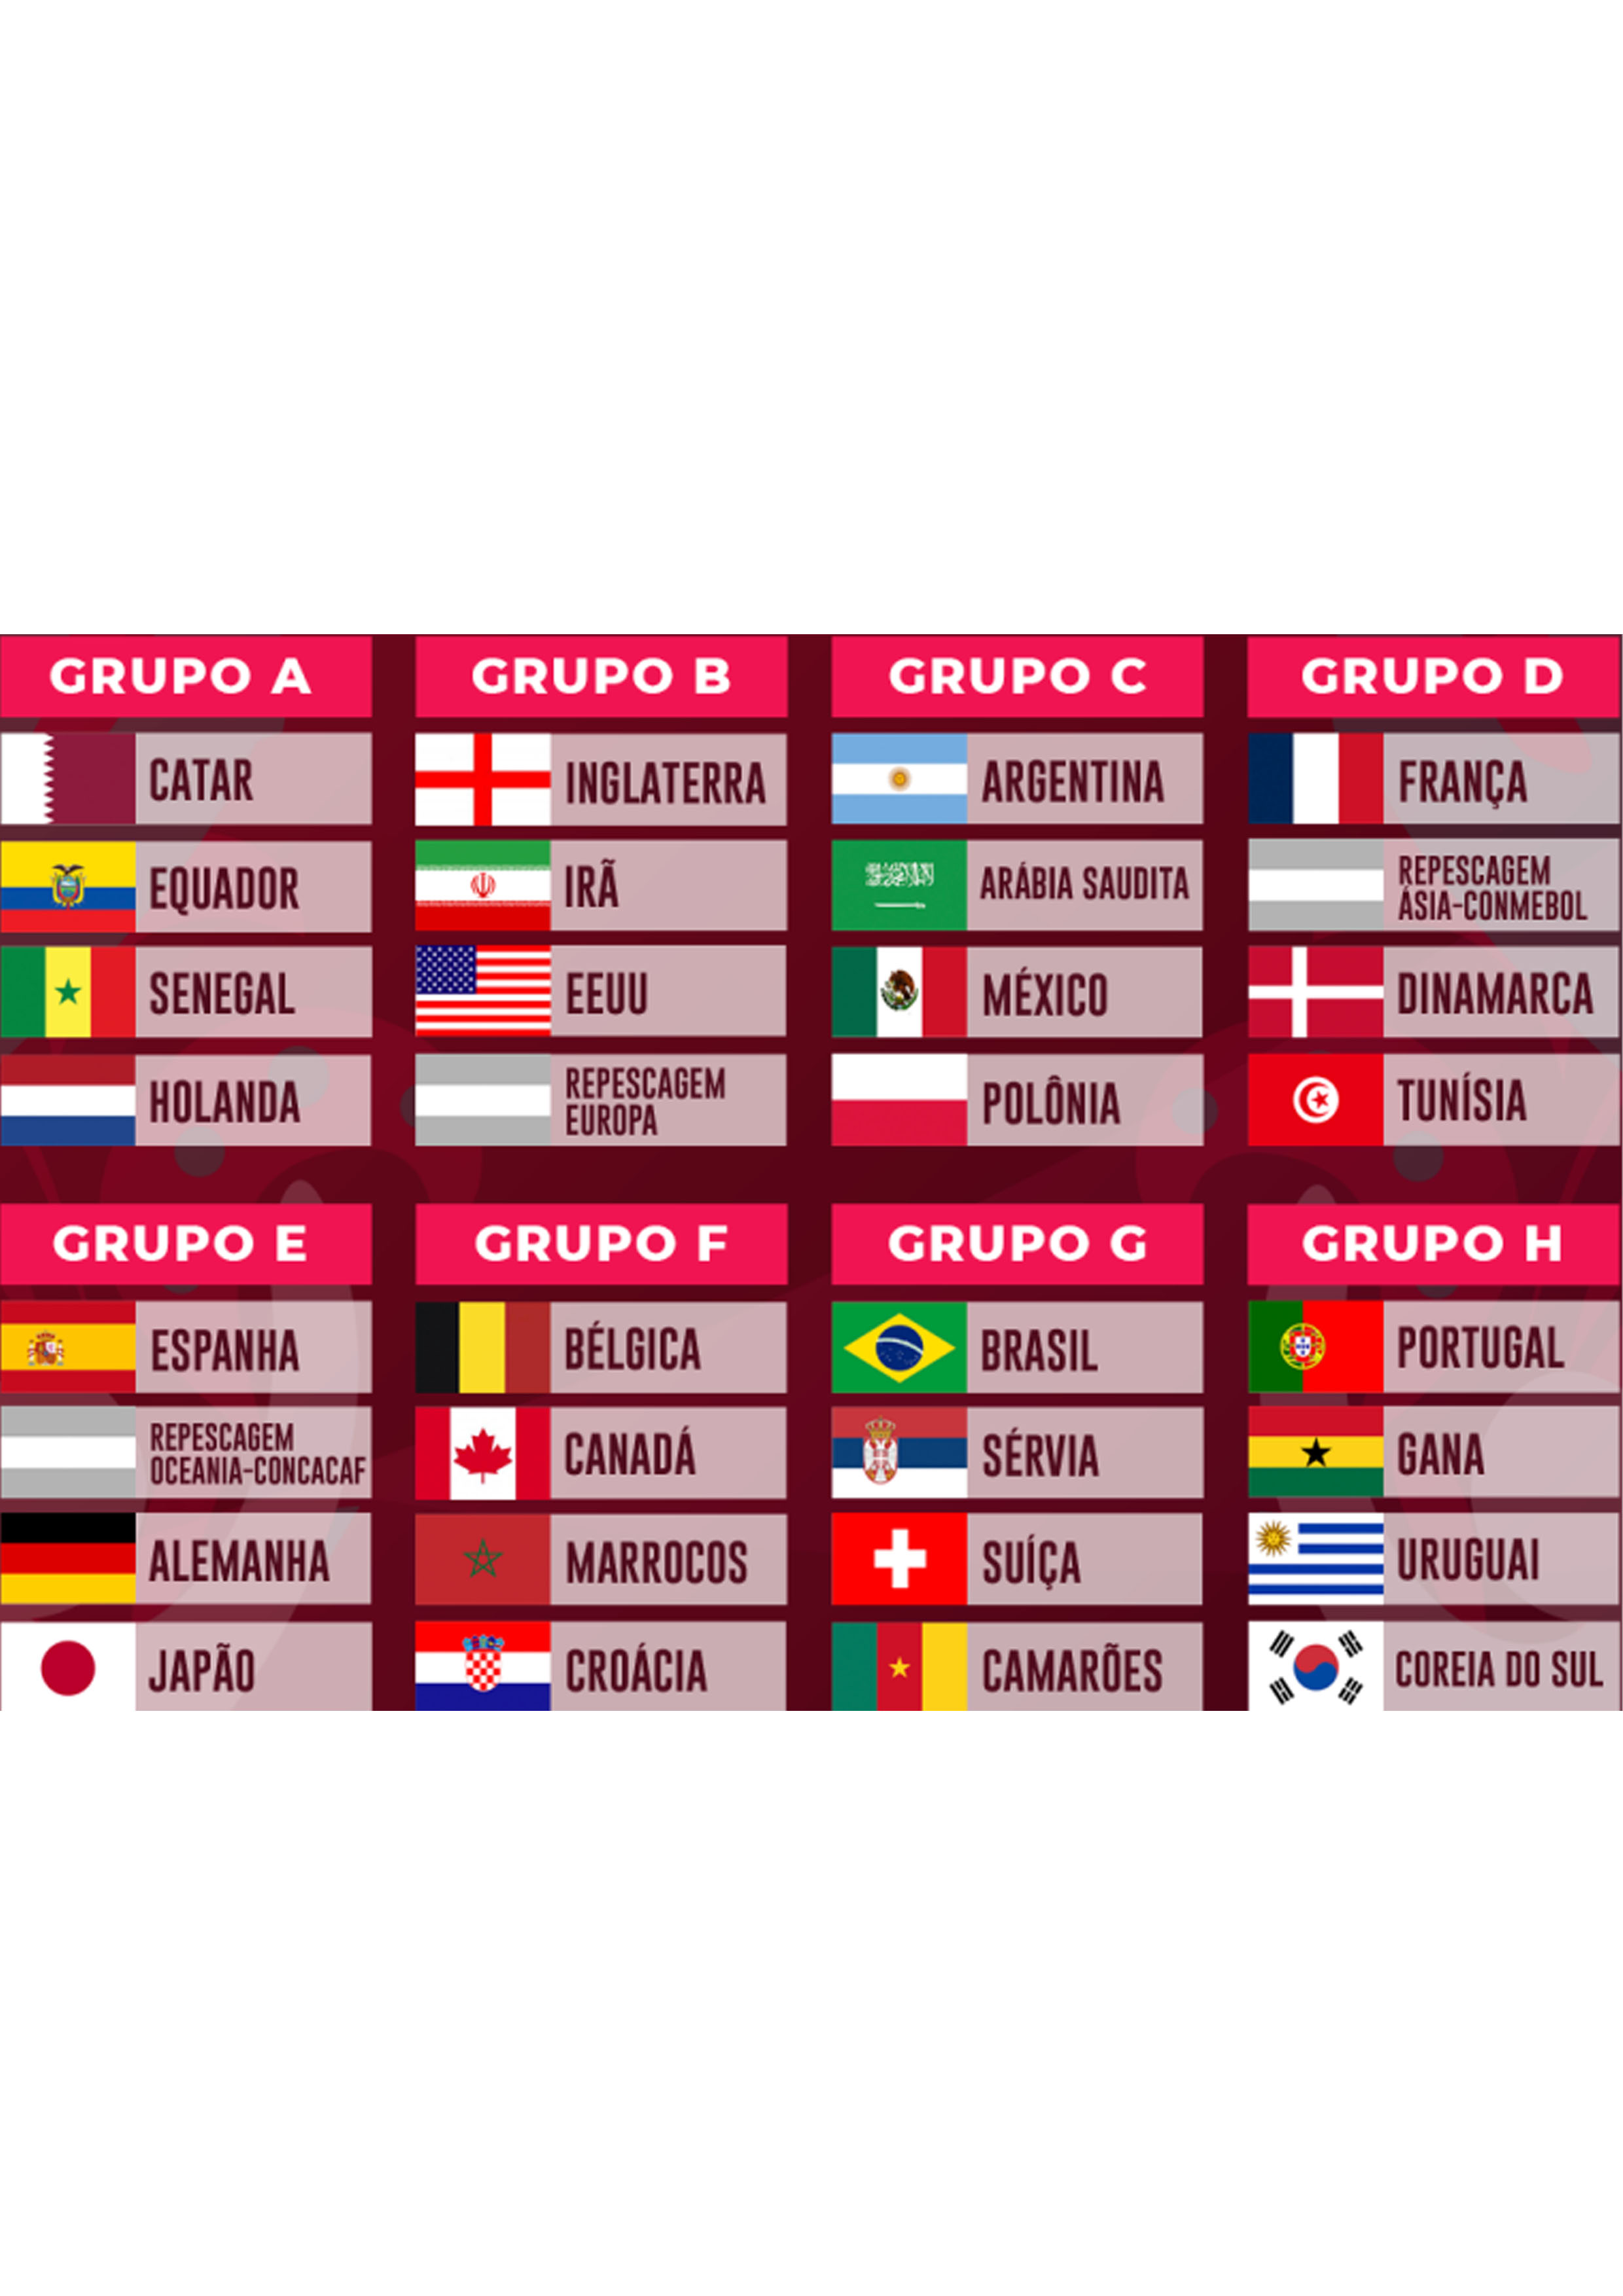 GRUPO A
CATAR
EQUADOR
SENEGAL
HOLANDA
GRUPO B
INGLATERRA
IRÃ
EEUU
REPESCAGEM
EUROPA
GRUPO C
ARGENTINA
ARÁBIA SAUDITA
MÉXICO
POLÔNIA
GRUPO D
FRANÇA
REPESCAGEM
ÁSIA-CONMEBOL
DINAMARCA
TUNÍSIA
GRUPO E
ESPANHA
REPESCAGEM
OCEANIA-CONCACAF
ALEMANHA
JAPÃO
GRUPO F
BÉLGICA
CANADÁ
MARROCOS
CROÁCIA
GRUPO G
BRASIL
SÉRVIA
SUÍÇA
CAMARÕES
GRUPO H
PORTUGAL
GANA
URUGUAI
COREIA DO SUL